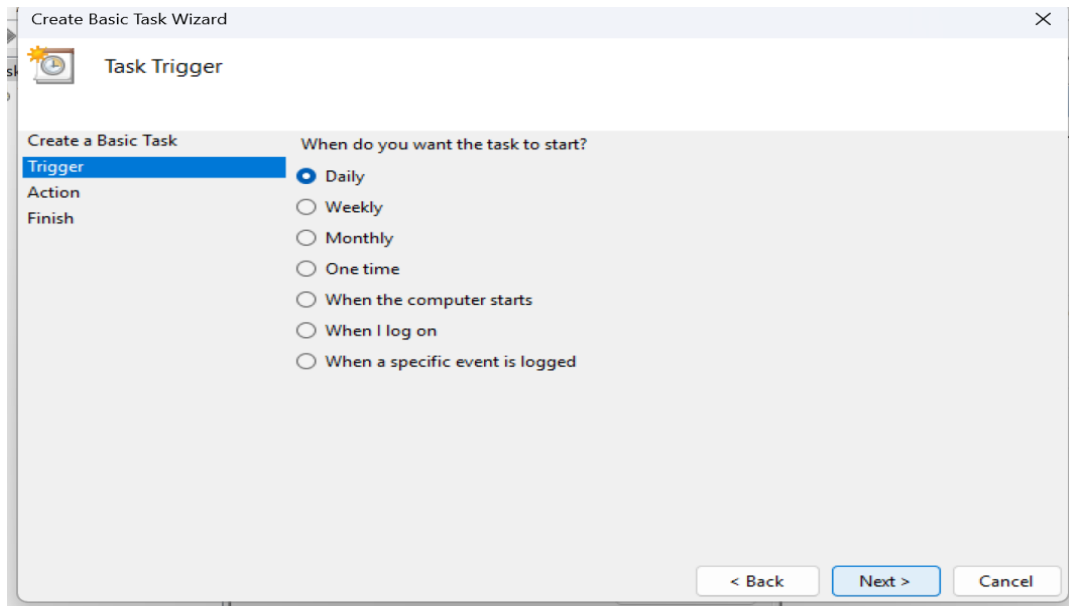 Create Basic Task Wizard
Task Trigger
Create a Basic Task
Trigger
Action
Finish
When do you want the task to start?
Daily
Weekly
Monthly
One time
When the computer starts
When I log on
When a specific event is logged
< Back
Next >
Cancel